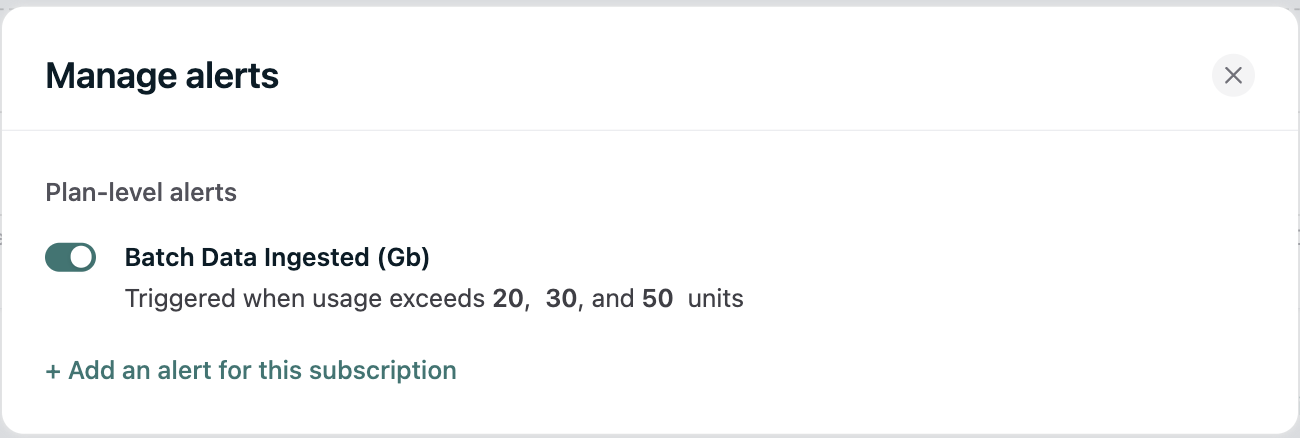 Manage alerts
Plan-level alerts
Batch Data Ingested (Gb)
Triggered when usage exceeds 20, 30, and 50 units
+ Add an alert for this subscription